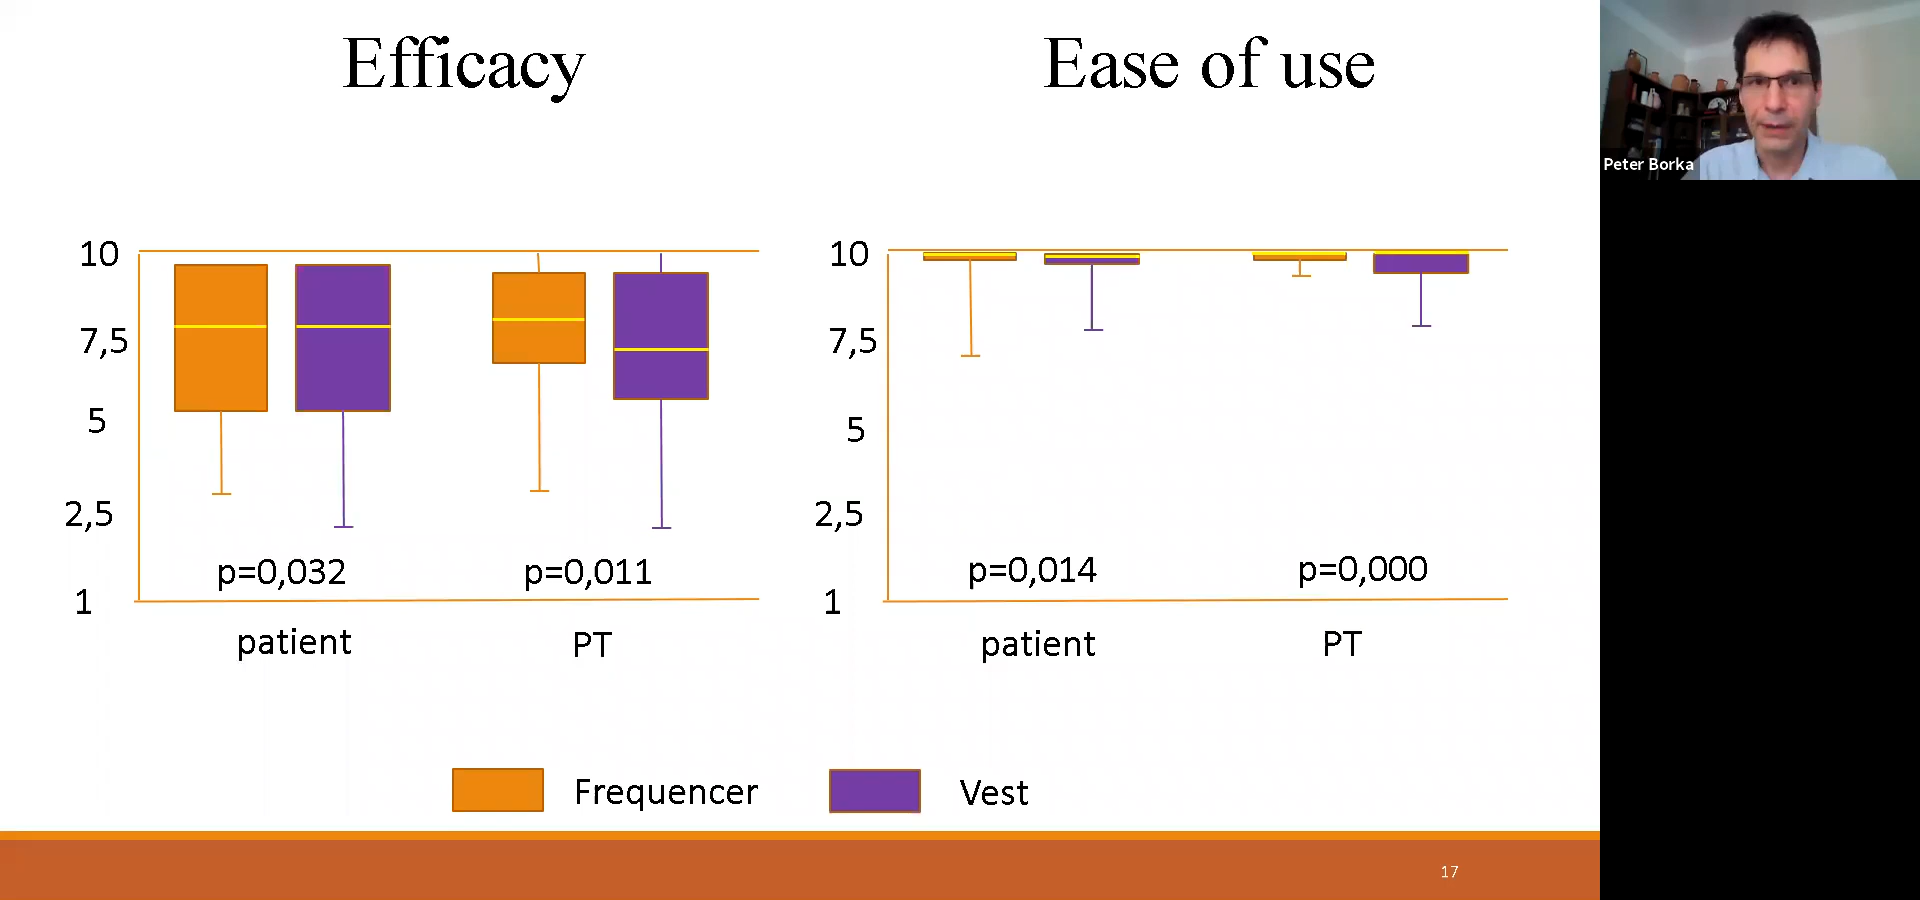 Efficacy
Ease of use
Peter Borka
10
7,5
5
2,5
1
p=0,032
p=0,011
patient
PT
10
7,5
5
2,5
1
p=0,014
p=0,000
patient
PT
Frequencer
Vest
17